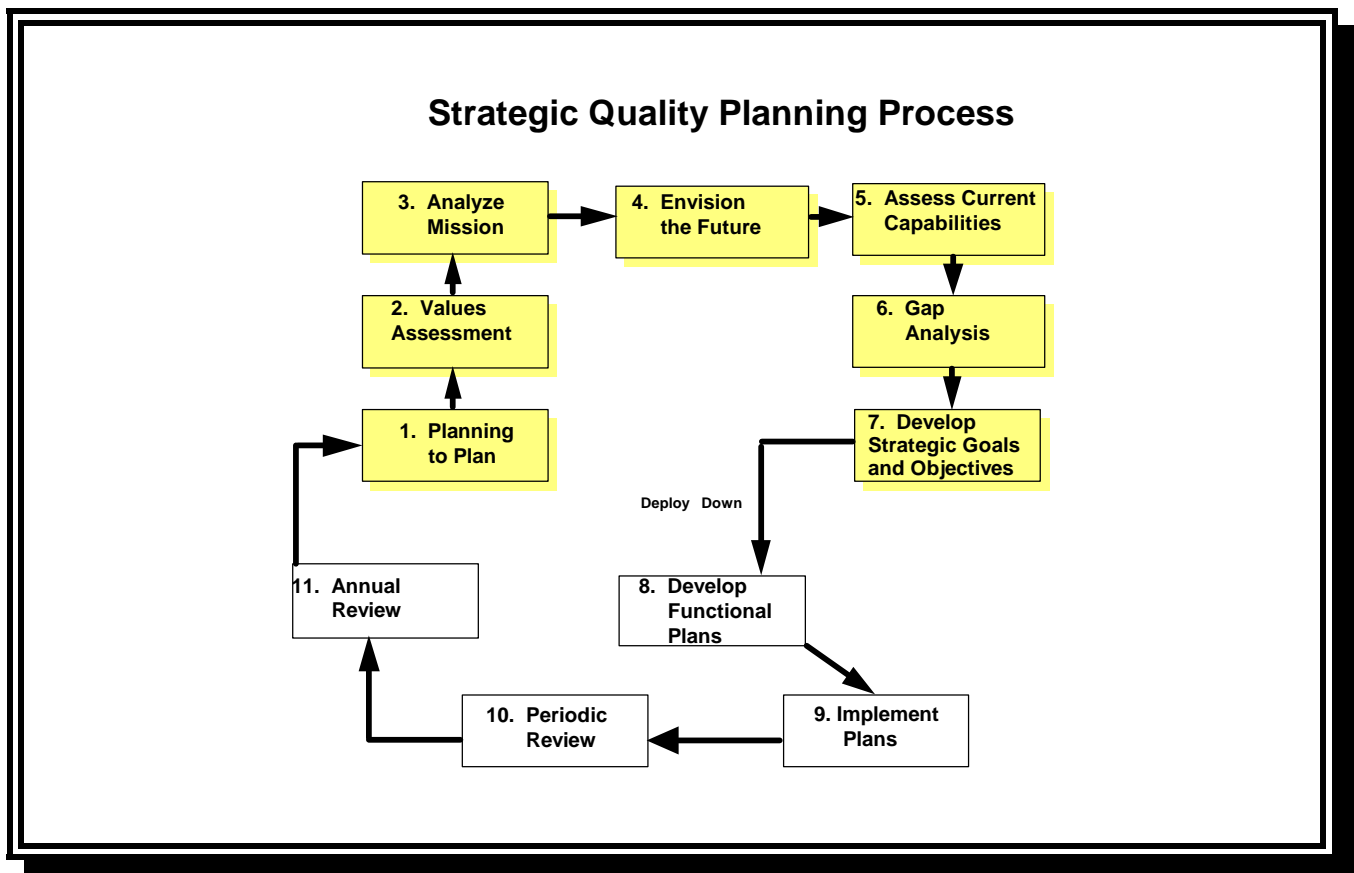 Strategic Quality Planning Process
3. Analyze
Mission
4. Envision
the Future
5. Assess Current
Capabilities
2. Values
Assessment
6. Gap
Analysis
1. Planning
to Plan
7. Develop
Strategic Goals
and Objectives
Deploy Down
11. Annual
Review
8. Develop
Functional
Plans
10. Periodic
Review
9. Implement
Plans